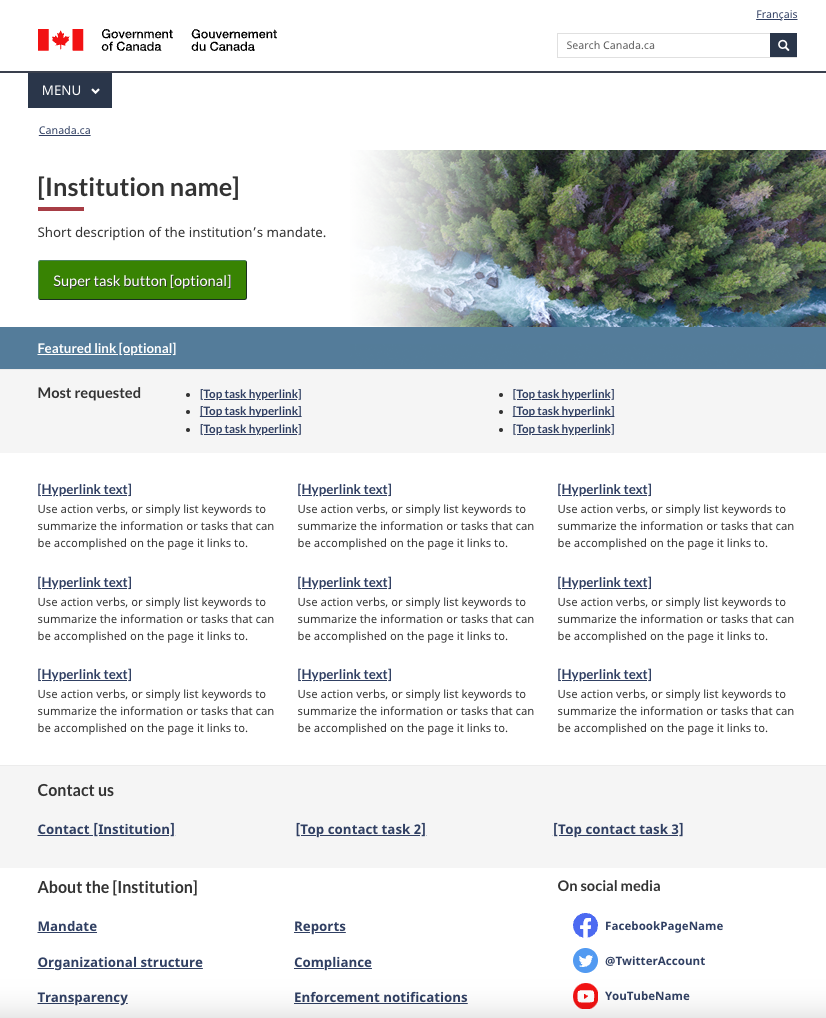 Français
Government
of Canada
Gouvernement
du Canada
Search Canada.ca
MENU
Canada.ca
[Institution name]
Short description of the institution’s mandate.
Super task button [optional]
Featured link [optional]
Most requested
[Top task hyperlink]
[Top task hyperlink]
[Top task hyperlink]
[Top task hyperlink]
[Top task hyperlink]
[Top task hyperlink]
[Hyperlink text]
Use action verbs, or simply list keywords to
summarize the information or tasks that can
be accomplished on the page it links to.
[Hyperlink text]
Use action verbs, or simply list keywords to
summarize the information or tasks that can
be accomplished on the page it links to.
[Hyperlink text]
Use action verbs, or simply list keywords to
summarize the information or tasks that can
be accomplished on the page it links to.
[Hyperlink text]
Use action verbs, or simply list keywords to
summarize the information or tasks that can
be accomplished on the page it links to.
[Hyperlink text]
Use action verbs, or simply list keywords to
summarize the information or tasks that can
be accomplished on the page it links to.
[Hyperlink text]
Use action verbs, or simply list keywords to
summarize the information or tasks that can
be accomplished on the page it links to.
[Hyperlink text]
Use action verbs, or simply list keywords to
summarize the information or tasks that can
be accomplished on the page it links to.
[Hyperlink text]
Use action verbs, or simply list keywords to
summarize the information or tasks that can
be accomplished on the page it links to.
[Hyperlink text]
Use action verbs, or simply list keywords to
summarize the information or tasks that can
be accomplished on the page it links to.
Contact us
Contact [Institution]
[Top contact task 2]
[Top contact task 3]
About the [Institution]
Mandate
Reports
Organizational structure
Compliance
Transparency
Enforcement notifications
On social media
FacebookPageName
@TwitterAccount
YouTubeName